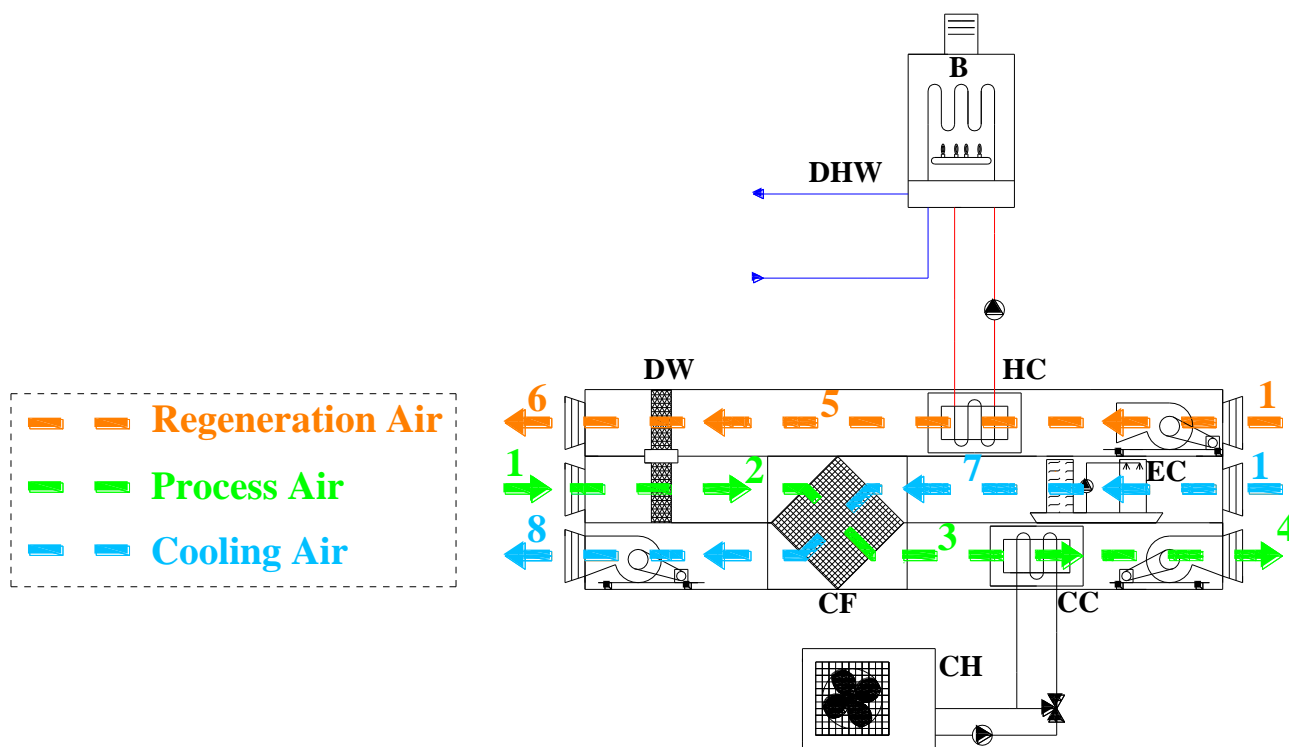 B
DHW
DW
HC
6
5
1
Regeneration Air
1
2
7
EC
1
Process Air
8
3
4
Cooling Air
CF
CC
CH